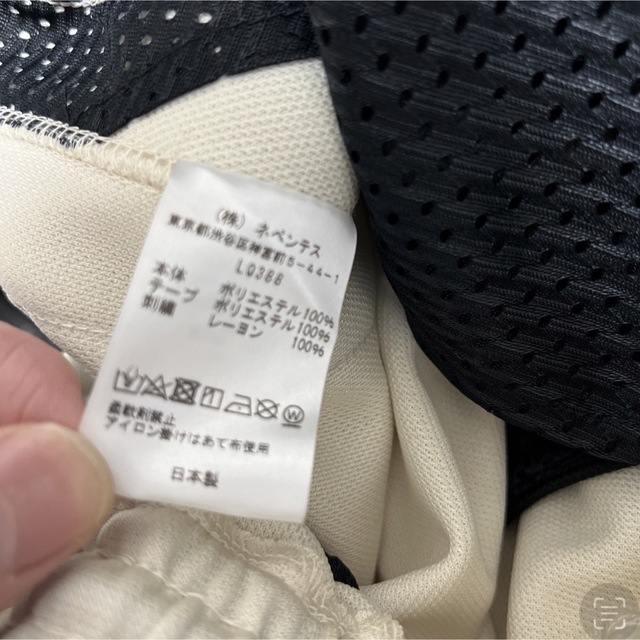 (株) ネペンテス
東京都渋谷区神宮前5-44-1
LQ388
本体 ポリエステル100%
テープ ポリエステル100%
刺繍 レーヨン 100%
柔軟剤禁止
アイロン掛けはあて布使用
日本製